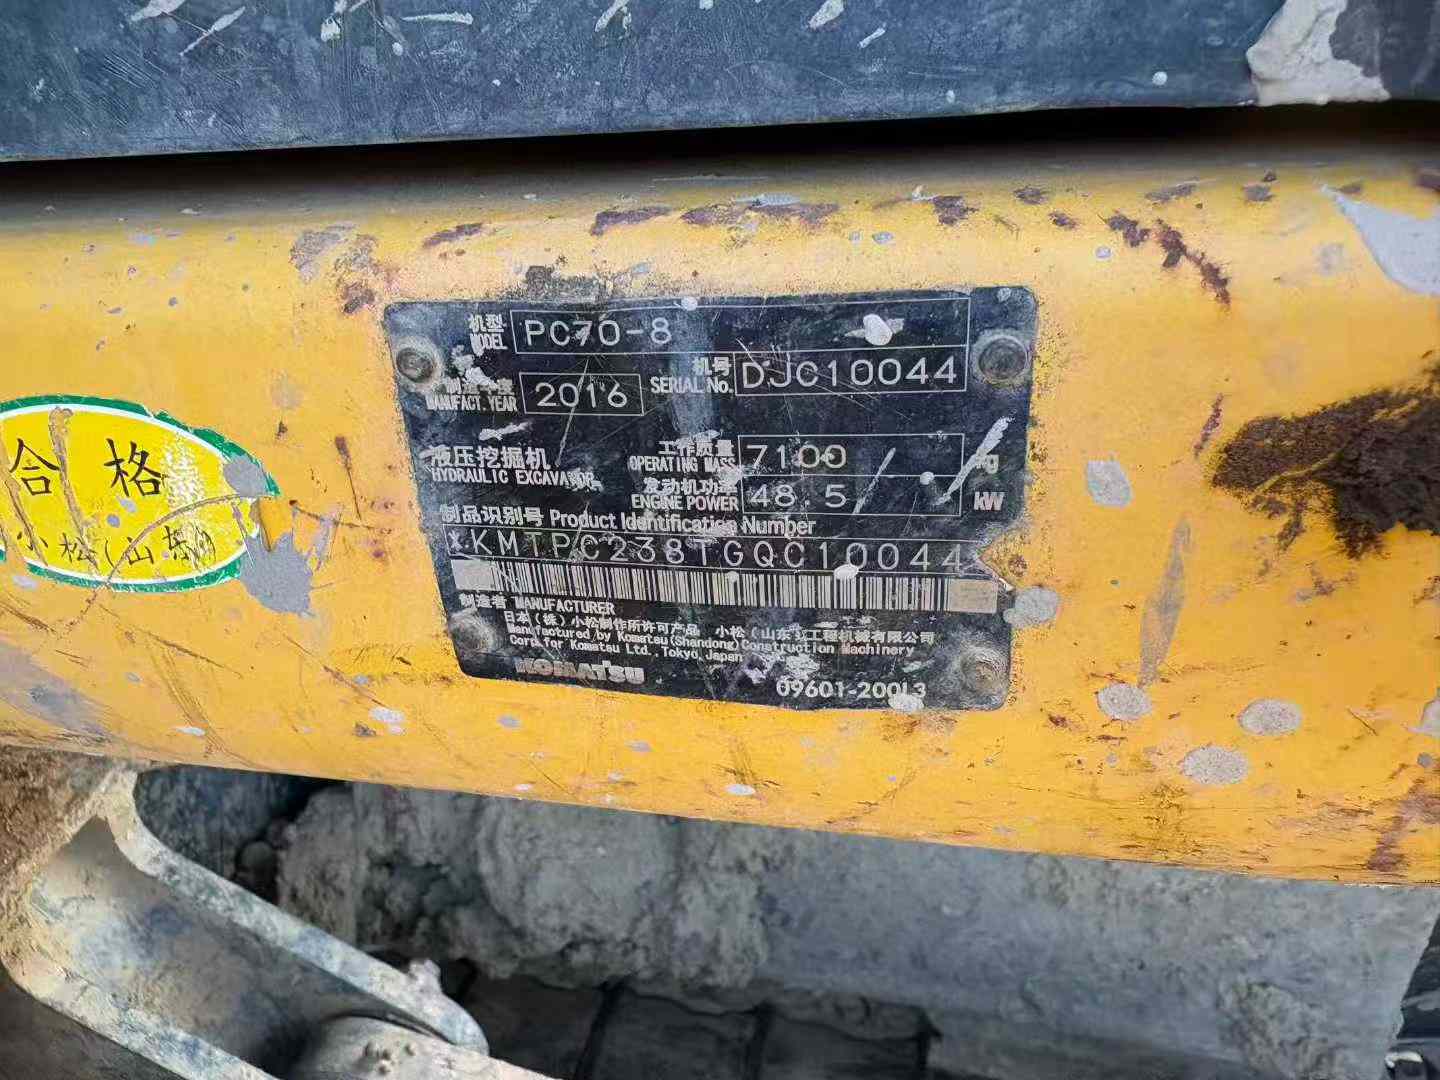 机型 PC70-8
MODEL
机号 DJC10044
SERIAL No.
制造年度 2016
MANUFACT.YEAR
液压挖掘机
HYDRAULIC EXCAVATOR
工作质量 7100 kg
OPERATING MASS
发动机功率 48.5 kW
ENGINE POWER
制品识别号 Product Identification Number
*KMTPC238TGQC10044*
制造者 MANUFACTURER
日本(株)小松制作所许可产品 小松(山东)工程机械有限公司
Manufactured by Komatsu(Shandong)Construction Machinery
Corp.for Komatsu Ltd.,Tokyo,Japan
KOMATSU
09601-20013
合格
小松(山东)